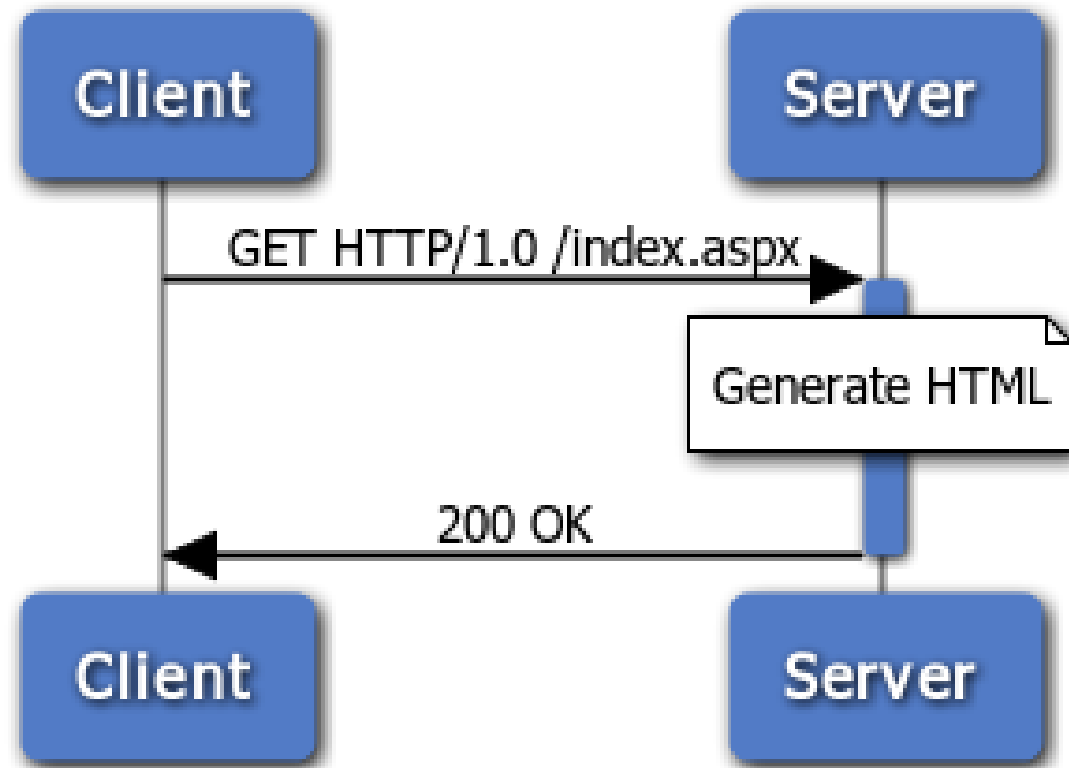 Client
Server
GET HTTP/1.0 /index.aspx
Generate HTML
200 OK
Client
Server